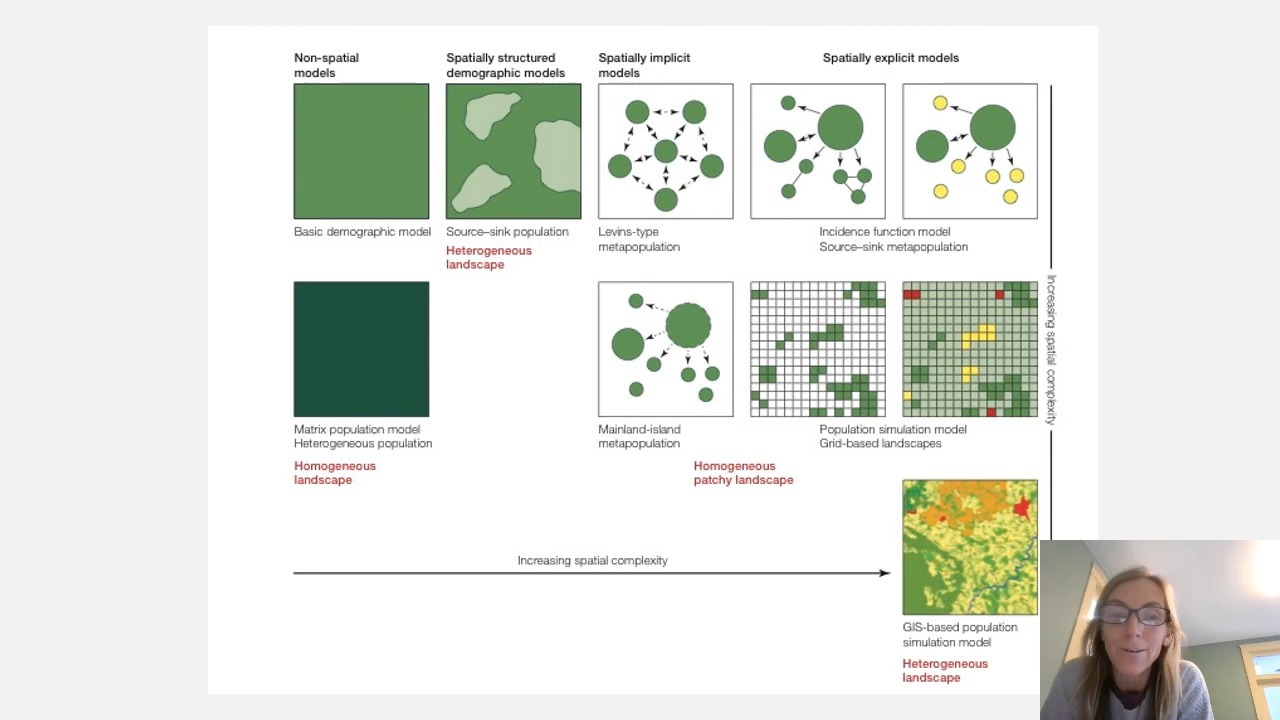 Non-spatial
models
Spatially structured
demographic models
Spatially implicit
models
Spatially explicit models
Basic demographic model
Source–sink population
Heterogeneous
landscape
Levins-type
metapopulation
Incidence function model
Source–sink metapopulation
Increasing spatial complexity
Matrix population model
Heterogeneous population
Homogeneous
landscape
Mainland-island
metapopulation
Homogeneous
patchy landscape
Population simulation model
Grid-based landscapes
Increasing spatial complexity
GIS-based population
simulation model
Heterogeneous
landscape